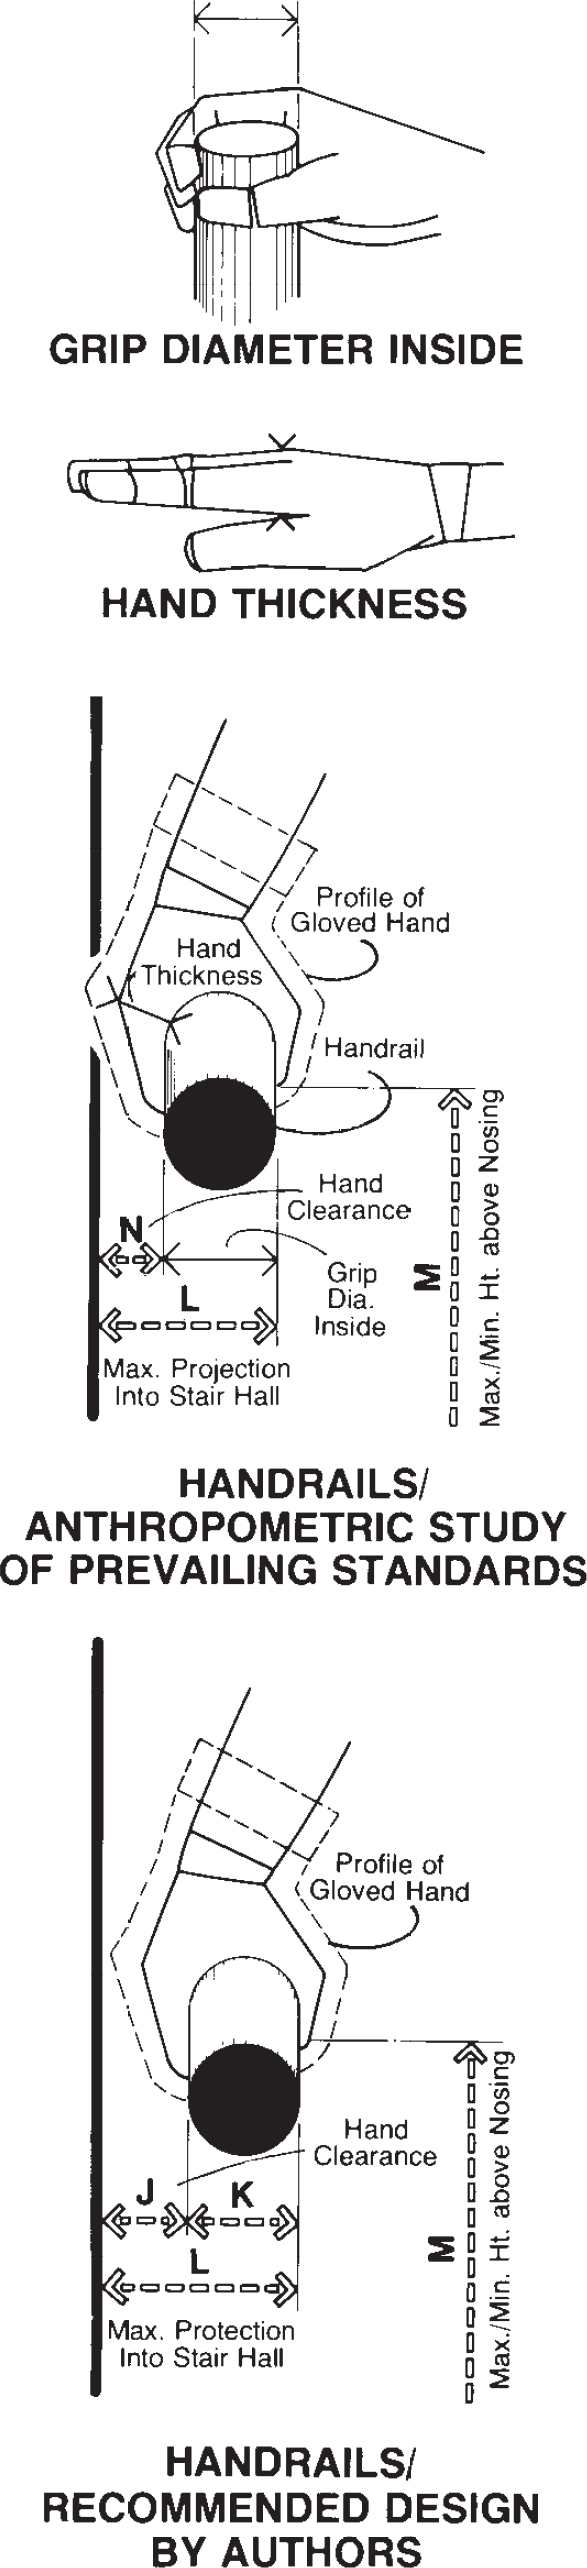 GRIP DIAMETER INSIDE
HAND THICKNESS
Profile of
Gloved Hand
Hand
Thickness
Handrail
Hand
Clearance
N
Grip
Dia.
Inside
L
M
Max./Min. Ht. above Nosing
Max. Projection
Into Stair Hall
HANDRAILS/
ANTHROPOMETRIC STUDY
OF PREVAILING STANDARDS
Profile of
Gloved Hand
Hand
Clearance
J
K
L
M
Max./Min. Ht. above Nosing
Max. Protection
Into Stair Hall
HANDRAILS/
RECOMMENDED DESIGN
BY AUTHORS